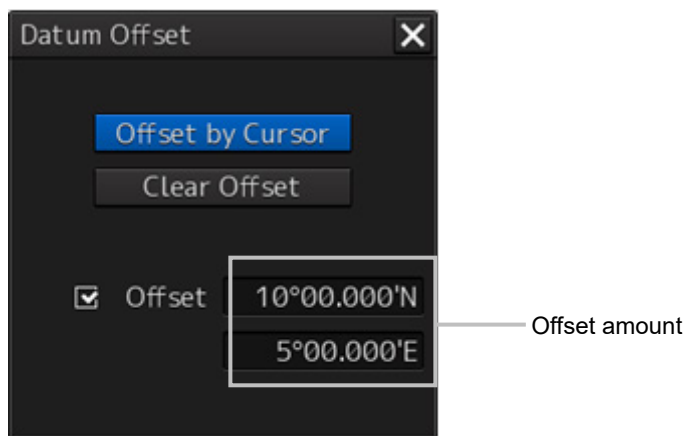 Datum Offset
Offset by Cursor
Clear Offset
Offset 10°00.000'N
5°00.000'E
Offset amount